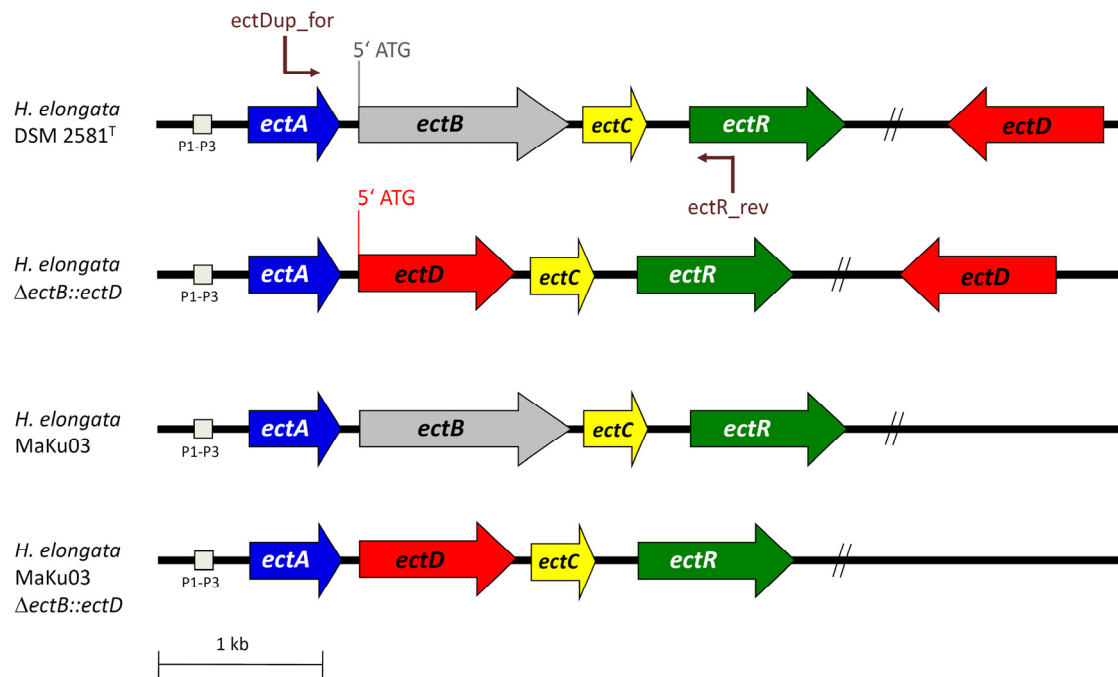 ectDup_for
5‘ ATG
H. elongata
DSM 2581ᵀ
P1-P3
ectA
ectB
ectC
ectR
ectD
ectR_rev
5‘ ATG
H. elongata
ΔectB::ectD
P1-P3
ectA
ectD
ectC
ectR
ectD
H. elongata
MaKu03
P1-P3
ectA
ectB
ectC
ectR
H. elongata
MaKu03
ΔectB::ectD
P1-P3
ectA
ectD
ectC
ectR
1 kb